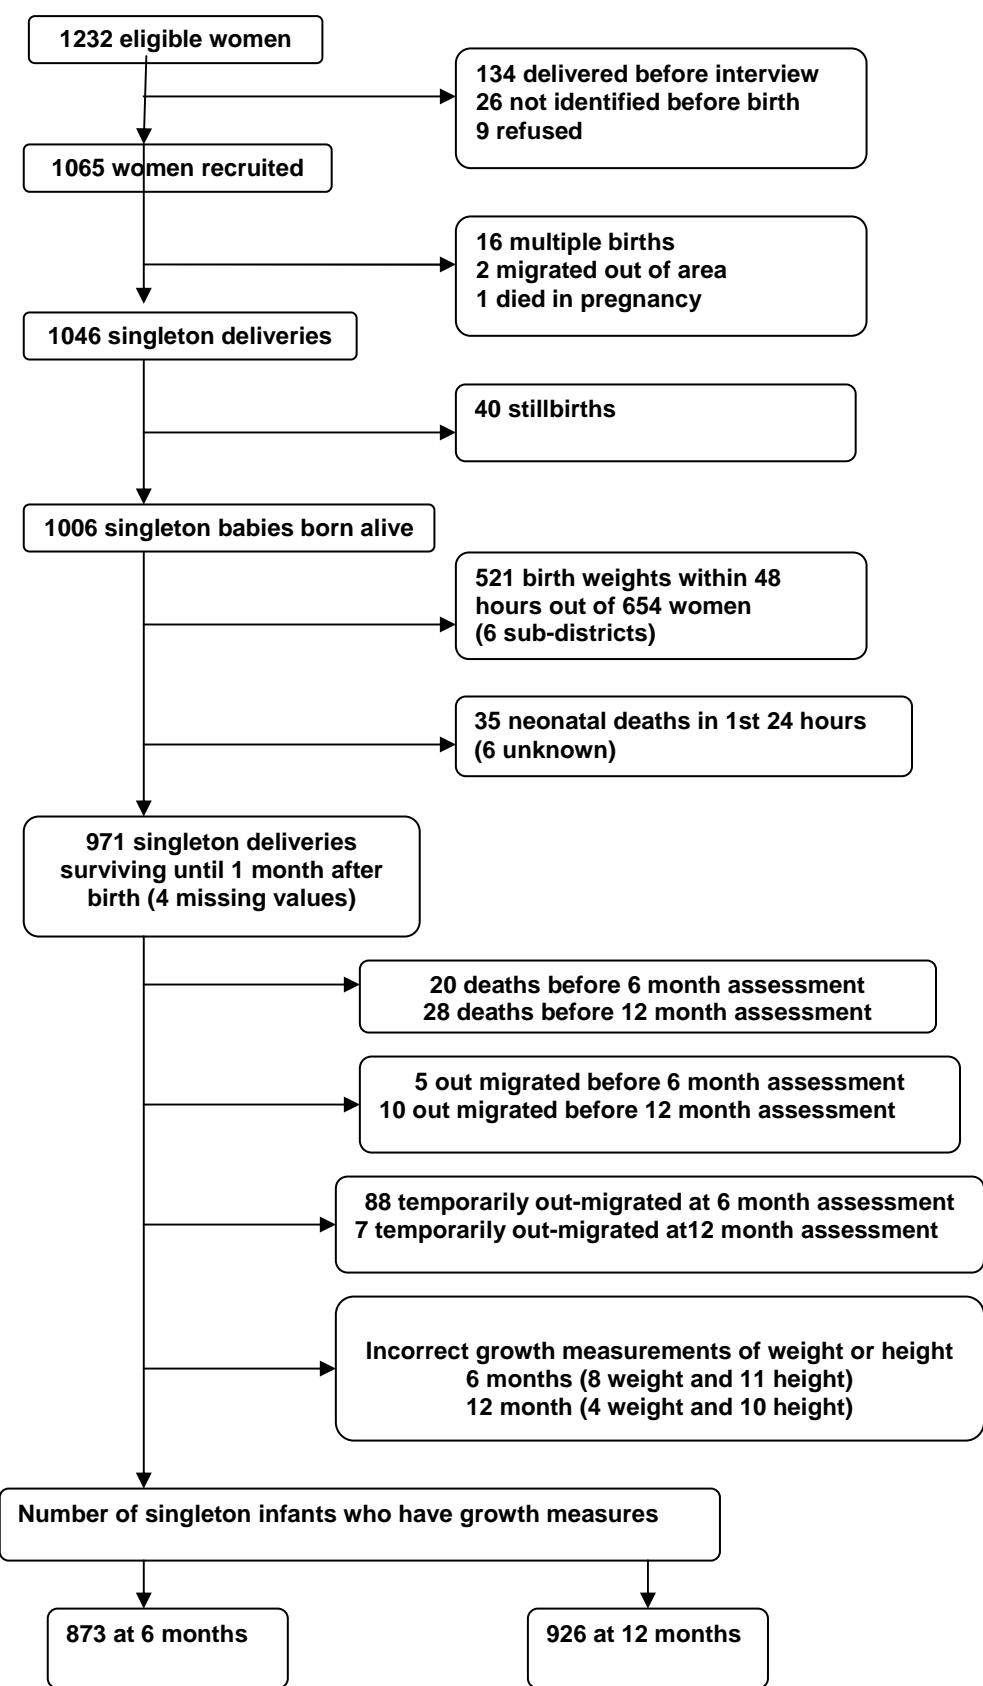 1232 eligible women
134 delivered before interview
26 not identified before birth
9 refused
1065 women recruited
16 multiple births
2 migrated out of area
1 died in pregnancy
1046 singleton deliveries
40 stillbirths
1006 singleton babies born alive
521 birth weights within 48
hours out of 654 women
(6 sub-districts)
35 neonatal deaths in 1st 24 hours
(6 unknown)
971 singleton deliveries
surviving until 1 month after
birth (4 missing values)
20 deaths before 6 month assessment
28 deaths before 12 month assessment
5 out migrated before 6 month assessment
10 out migrated before 12 month assessment
88 temporarily out-migrated at 6 month assessment
7 temporarily out-migrated at12 month assessment
Incorrect growth measurements of weight or height
6 months (8 weight and 11 height)
12 month (4 weight and 10 height)
Number of singleton infants who have growth measures
873 at 6 months
926 at 12 months